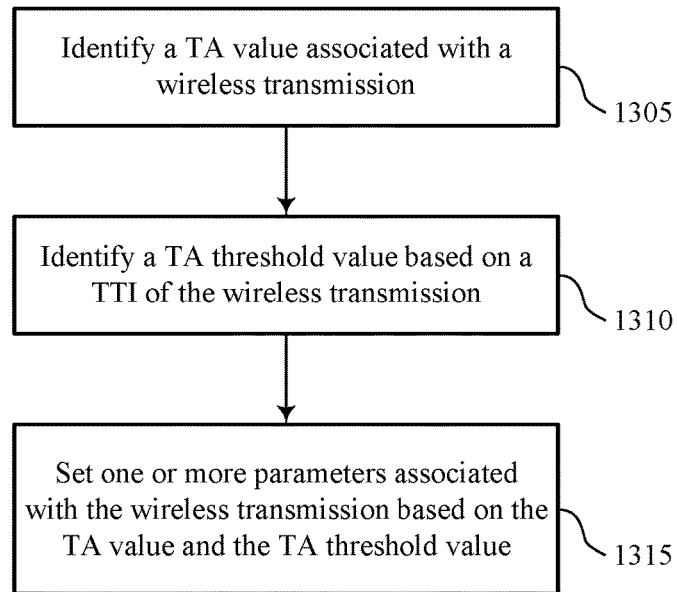 Identify a TA value associated with a
wireless transmission
1305
Identify a TA threshold value based on a
TTI of the wireless transmission
1310
Set one or more parameters associated
with the wireless transmission based on the
TA value and the TA threshold value
1315